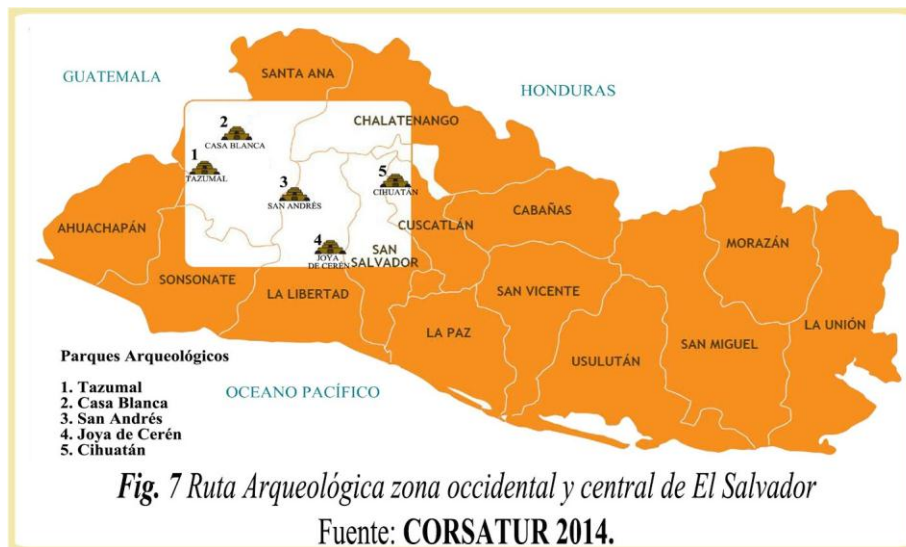 GUATEMALA
SANTA ANA
HONDURAS
CHALATENANGO
2
CASA BLANCA
1
TAZUMAL
3
SAN ANDRÉS
5
CIHUATÁN
4
JOYA
DE CERÉN
AHUACHAPÁN
SONSONATE
LA LIBERTAD
SAN
SALVADOR
CUSCATLÁN
CABAÑAS
LA PAZ
SAN VICENTE
USULUTÁN
SAN MIGUEL
MORAZÁN
LA UNIÓN
OCEANO PACÍFICO
Parques Arqueológicos
1. Tazumal
2. Casa Blanca
3. San Andrés
4. Joya de Cerén
5. Cihuatán
Fig. 7 Ruta Arqueológica zona occidental y central de El Salvador
Fuente: CORSATUR 2014.